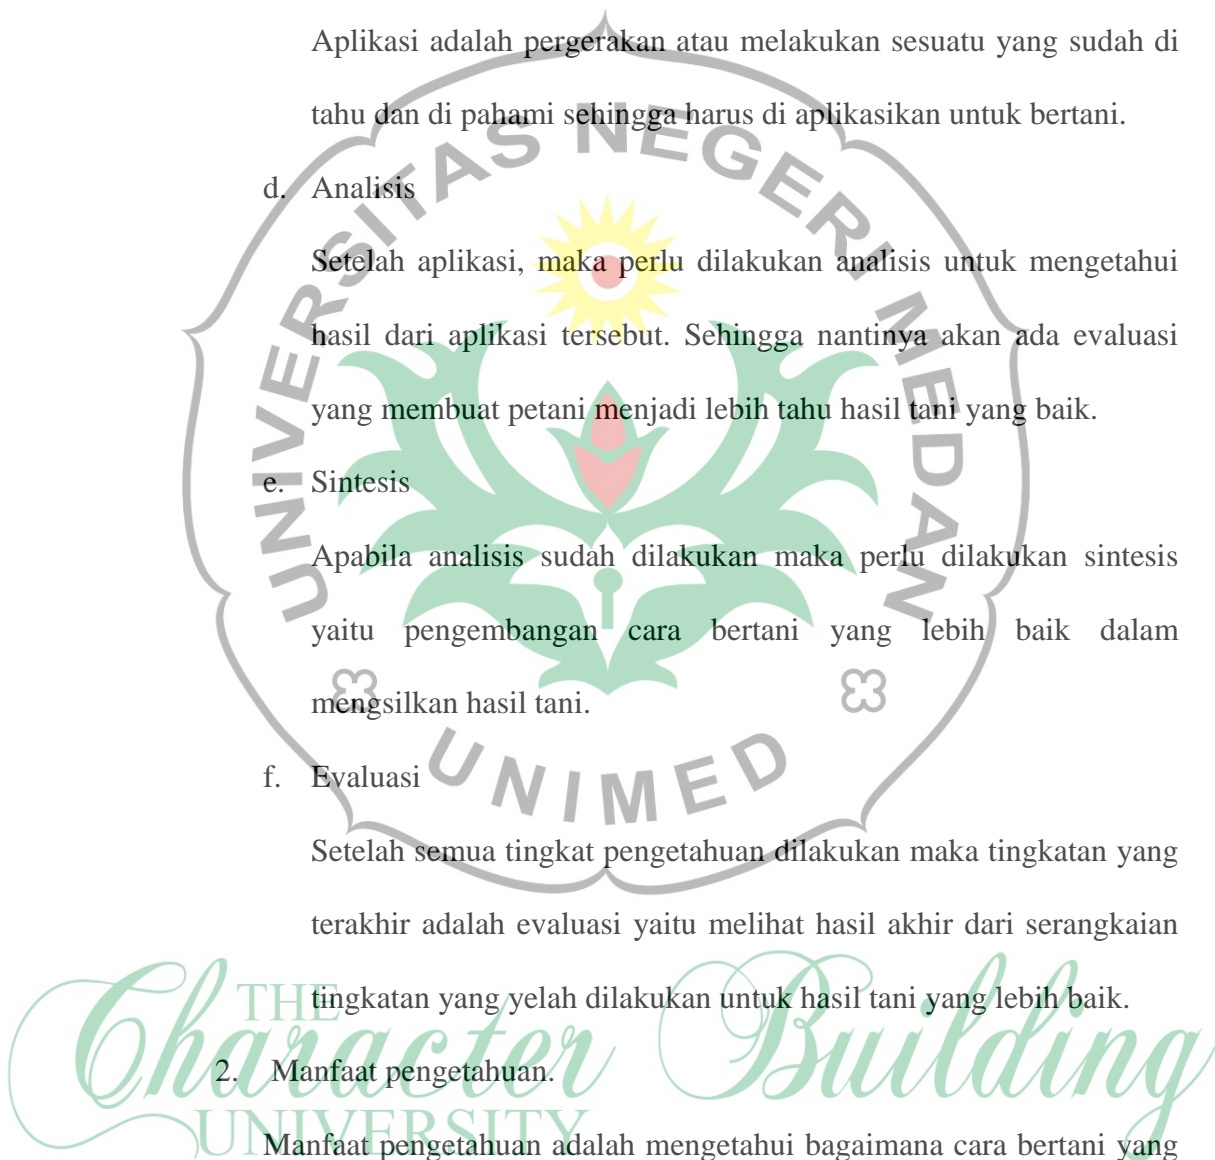 Aplikasi adalah pergerakan atau melakukan sesuatu yang sudah di
tahu dan di pahami sehingga harus di aplikasikan untuk bertani.
d. Analisis
Setelah aplikasi, maka perlu dilakukan analisis untuk mengetahui
hasil dari aplikasi tersebut. Sehingga nantinya akan ada evaluasi
yang membuat petani menjadi lebih tahu hasil tani yang baik.
e. Sintesis
Apabila analisis sudah dilakukan maka perlu dilakukan sintesis
yaitu pengembangan cara bertani yang lebih baik dalam
mengsilkan hasil tani.
f. Evaluasi
Setelah semua tingkat pengetahuan dilakukan maka tingkatan yang
terakhir adalah evaluasi yaitu melihat hasil akhir dari serangkaian
tingkatan yang yelah dilakukan untuk hasil tani yang lebih baik.
2. Manfaat pengetahuan.
Manfaat pengetahuan adalah mengetahui bagaimana cara bertani yang
UNIVERSITAS NEGERI MEDAN
UNIMED
THE
Character Building
UNIVERSITY